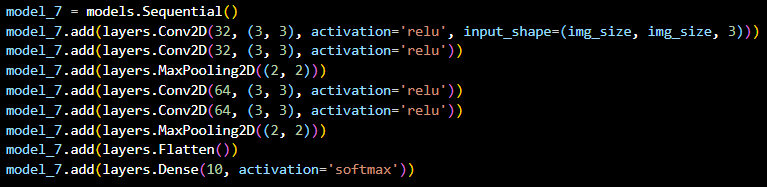 model_7 = models.Sequential()
model_7.add(layers.Conv2D(32, (3, 3), activation='relu', input_shape=(img_size, img_size, 3)))
model_7.add(layers.Conv2D(32, (3, 3), activation='relu'))
model_7.add(layers.MaxPooling2D((2, 2)))
model_7.add(layers.Conv2D(64, (3, 3), activation='relu'))
model_7.add(layers.Conv2D(64, (3, 3), activation='relu'))
model_7.add(layers.MaxPooling2D((2, 2)))
model_7.add(layers.Flatten())
model_7.add(layers.Dense(10, activation='softmax'))